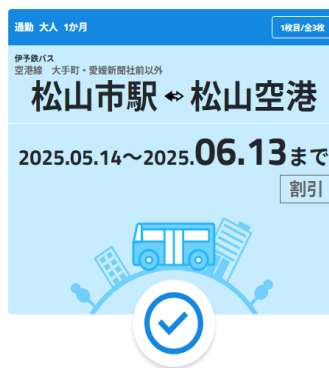 通勤 大人 1か月
1枚目/全3枚
伊予鉄バス
空港線 大手町・愛媛新聞社前以外
松山市駅 ⇔ 松山空港
2025.05.14～2025.06.13まで
割引